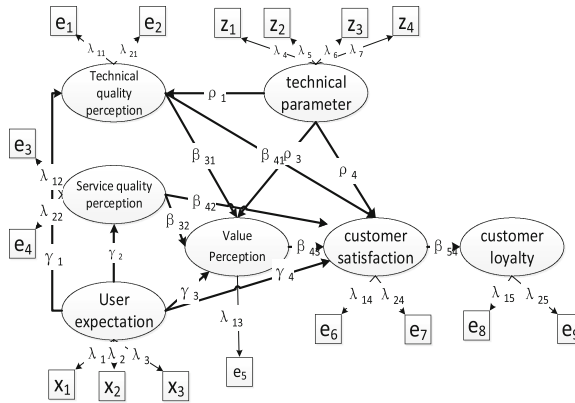 e1
e2
z1
z2
z3
z4
λ11
λ21
λ4
λ5
λ6
λ7
Technical
quality
perception
ρ1
technical
parameter
e3
λ12
β31
β41
ρ3
ρ4
Service quality
perception
λ22
β42
e4
β32
γ1
γ2
Value
Perception
β43
customer
satisfaction
β54
customer
loyalty
γ3
γ4
User
expectation
λ13
λ14
λ24
λ15
λ25
e6
e7
e8
e9
λ1
λ2
λ3
e5
x1
x2
x3